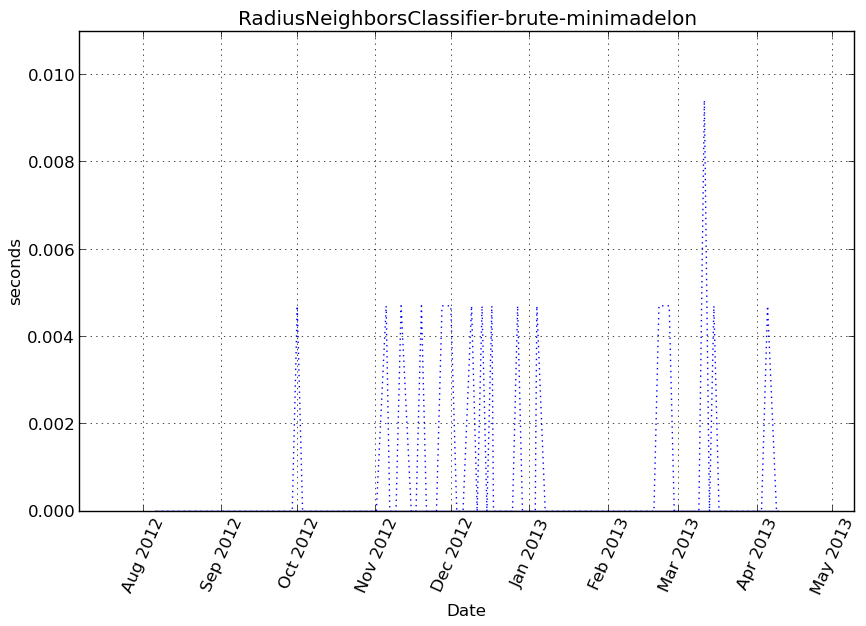 RadiusNeighborsClassifier-brute-minimadelon
0.010
0.008
0.006
0.004
0.002
0.000
seconds
Aug 2012
Sep 2012
Oct 2012
Nov 2012
Dec 2012
Jan 2013
Feb 2013
Mar 2013
Apr 2013
May 2013
Date